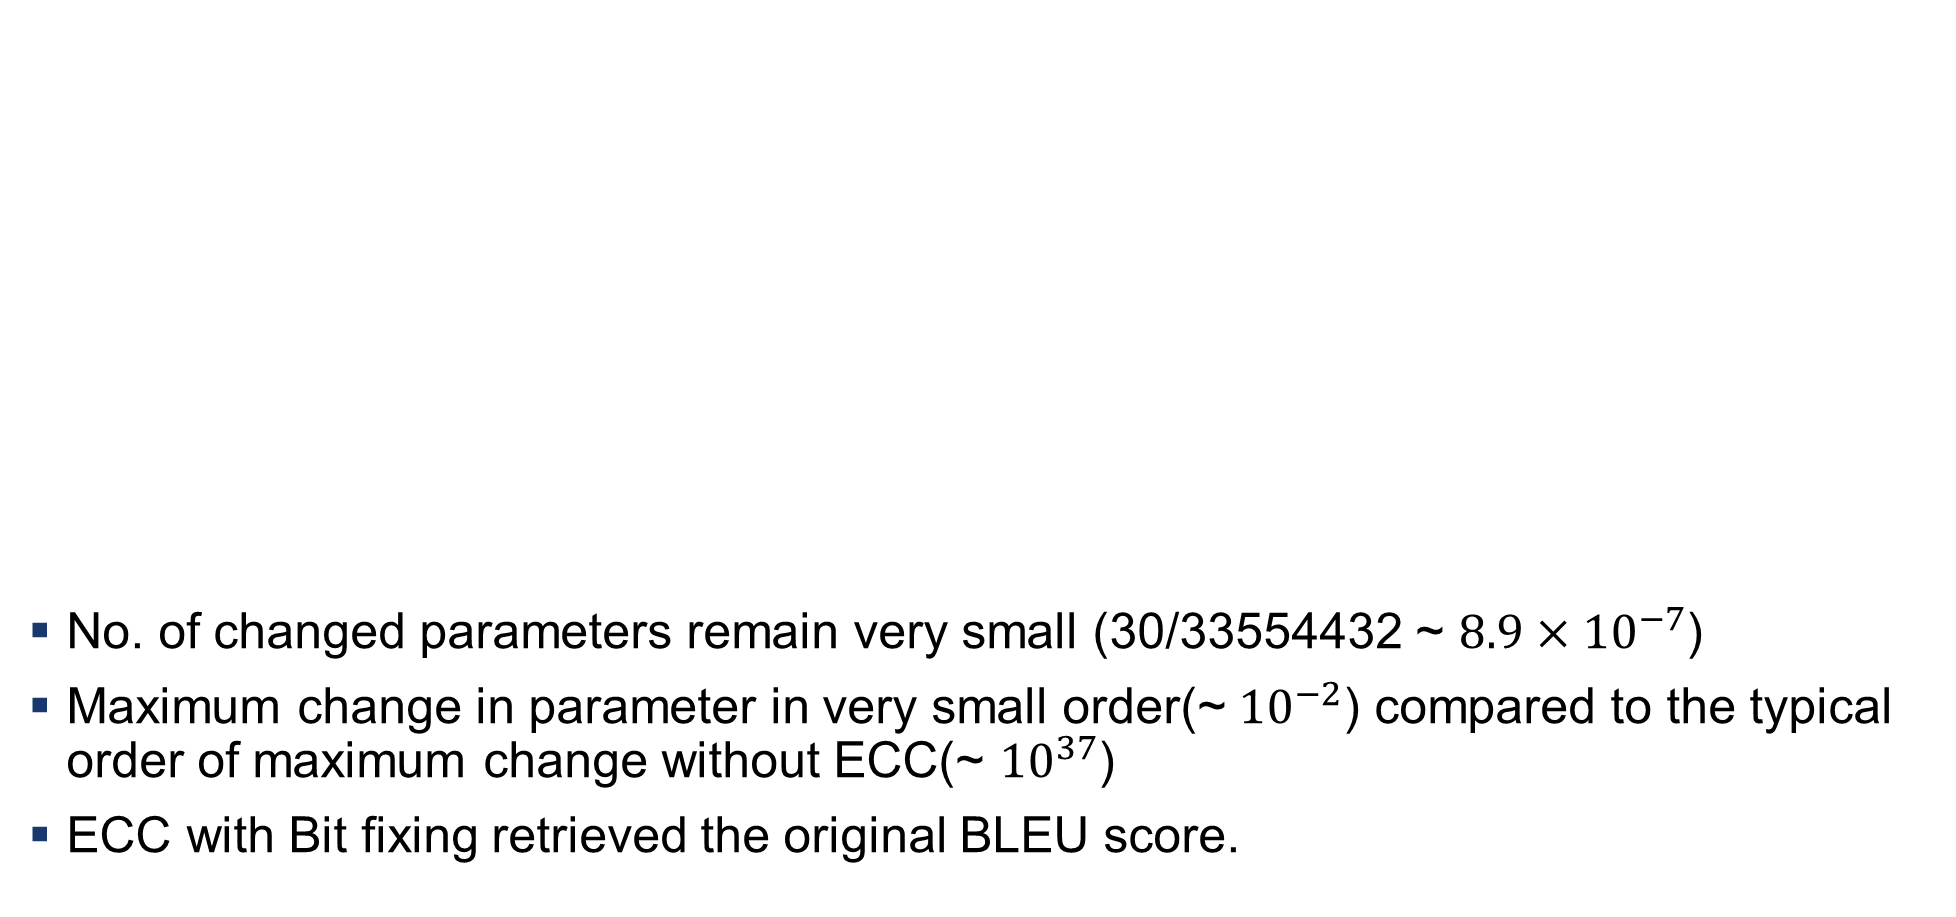 ▪ No. of changed parameters remain very small (30/33554432 ~ 8.9 × 10⁻⁷)
▪ Maximum change in parameter in very small order(~ 10⁻²) compared to the typical
order of maximum change without ECC(~ 10³⁷)
▪ ECC with Bit fixing retrieved the original BLEU score.